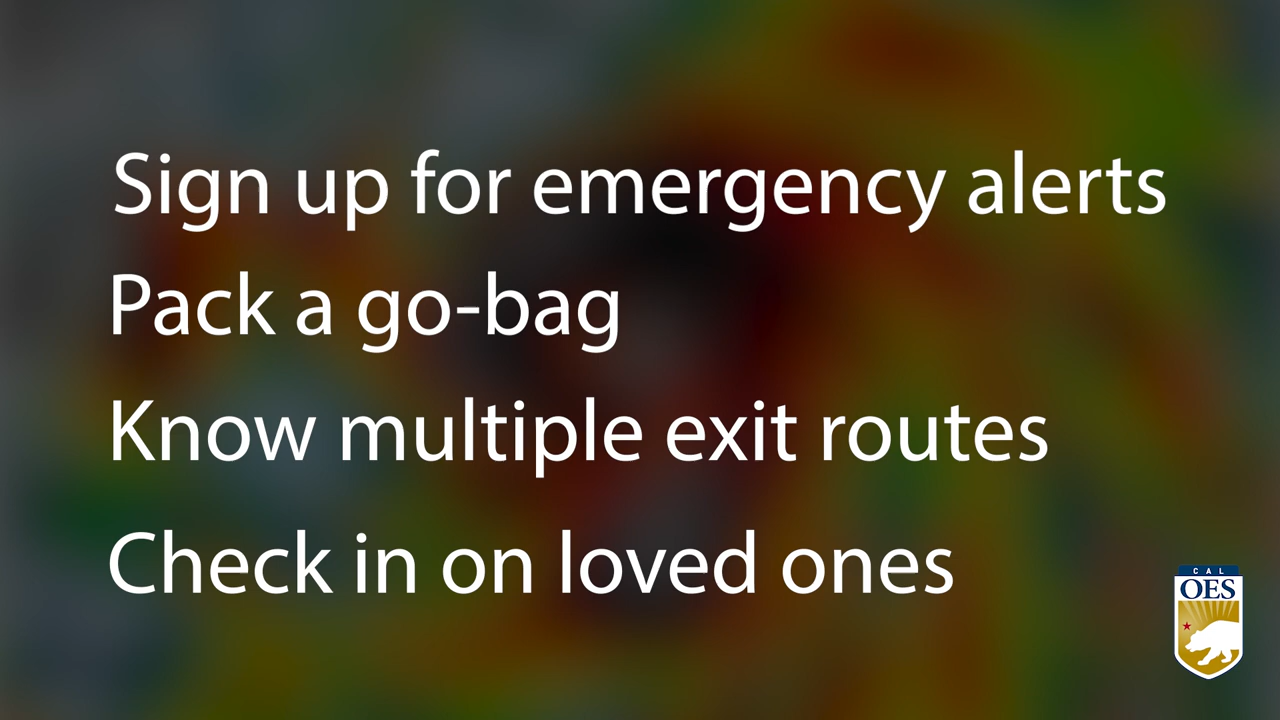 Sign up for emergency alerts
Pack a go-bag
Know multiple exit routes
Check in on loved ones
CAL
OES